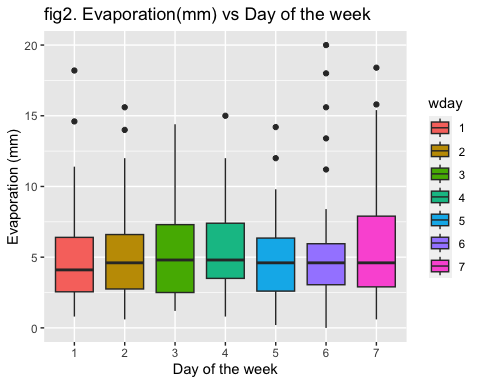 fig2. Evaporation(mm) vs Day of the week
20
15
10
5
0
Evaporation (mm)
1 2 3 4 5 6 7
Day of the week
wday
1
2
3
4
5
6
7